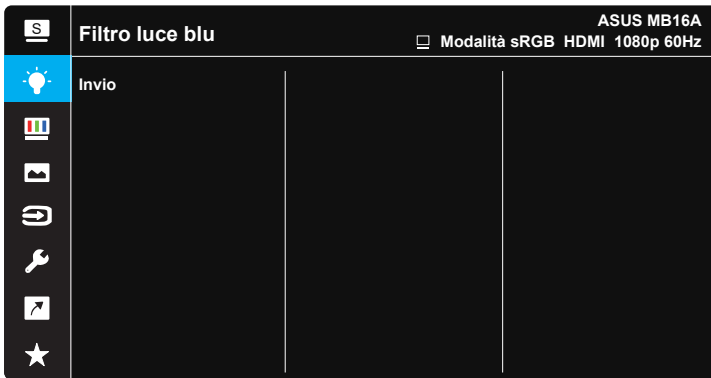 S
Filtro luce blu
ASUS MB16A
Modalità sRGB HDMI 1080p 60Hz
Invio